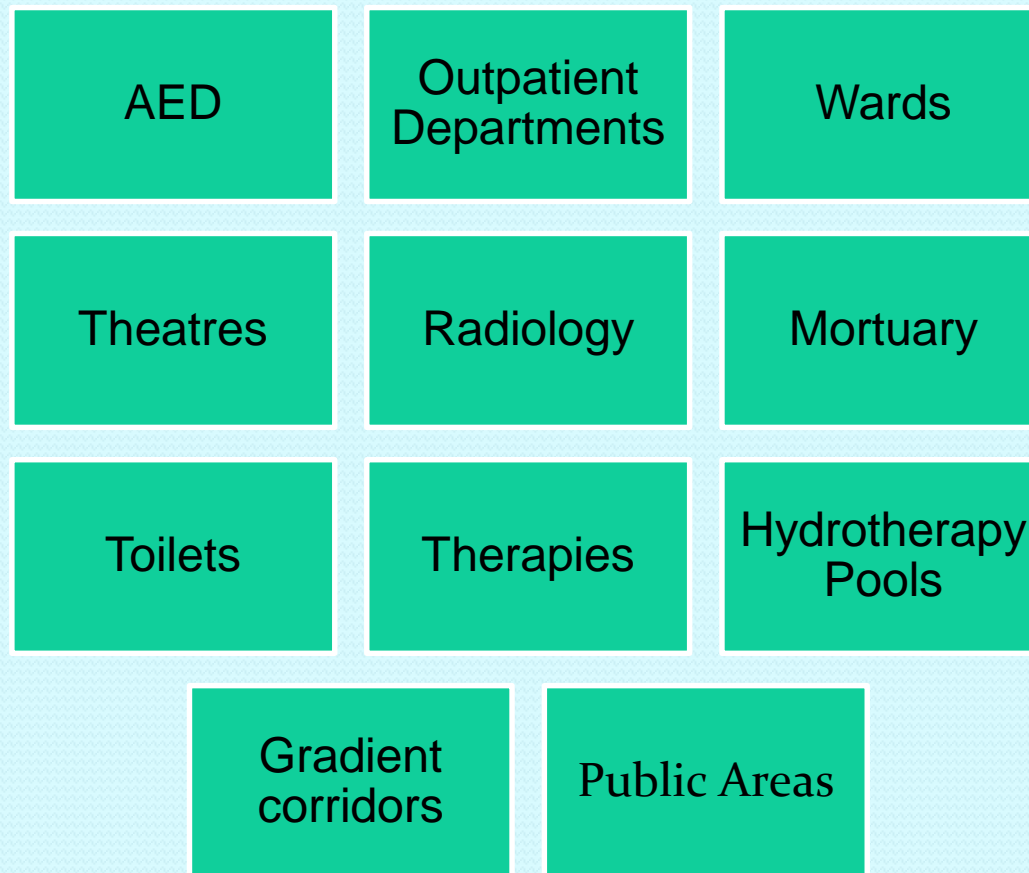 AED
Outpatient
Departments
Wards
Theatres
Radiology
Mortuary
Toilets
Therapies
Hydrotherapy
Pools
Gradient
corridors
Public Areas